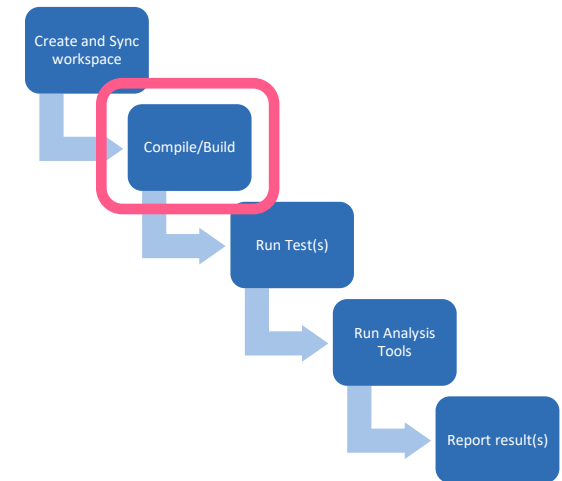 Create and Sync
workspace
Compile/Build
Run Test(s)
Run Analysis
Tools
Report result(s)